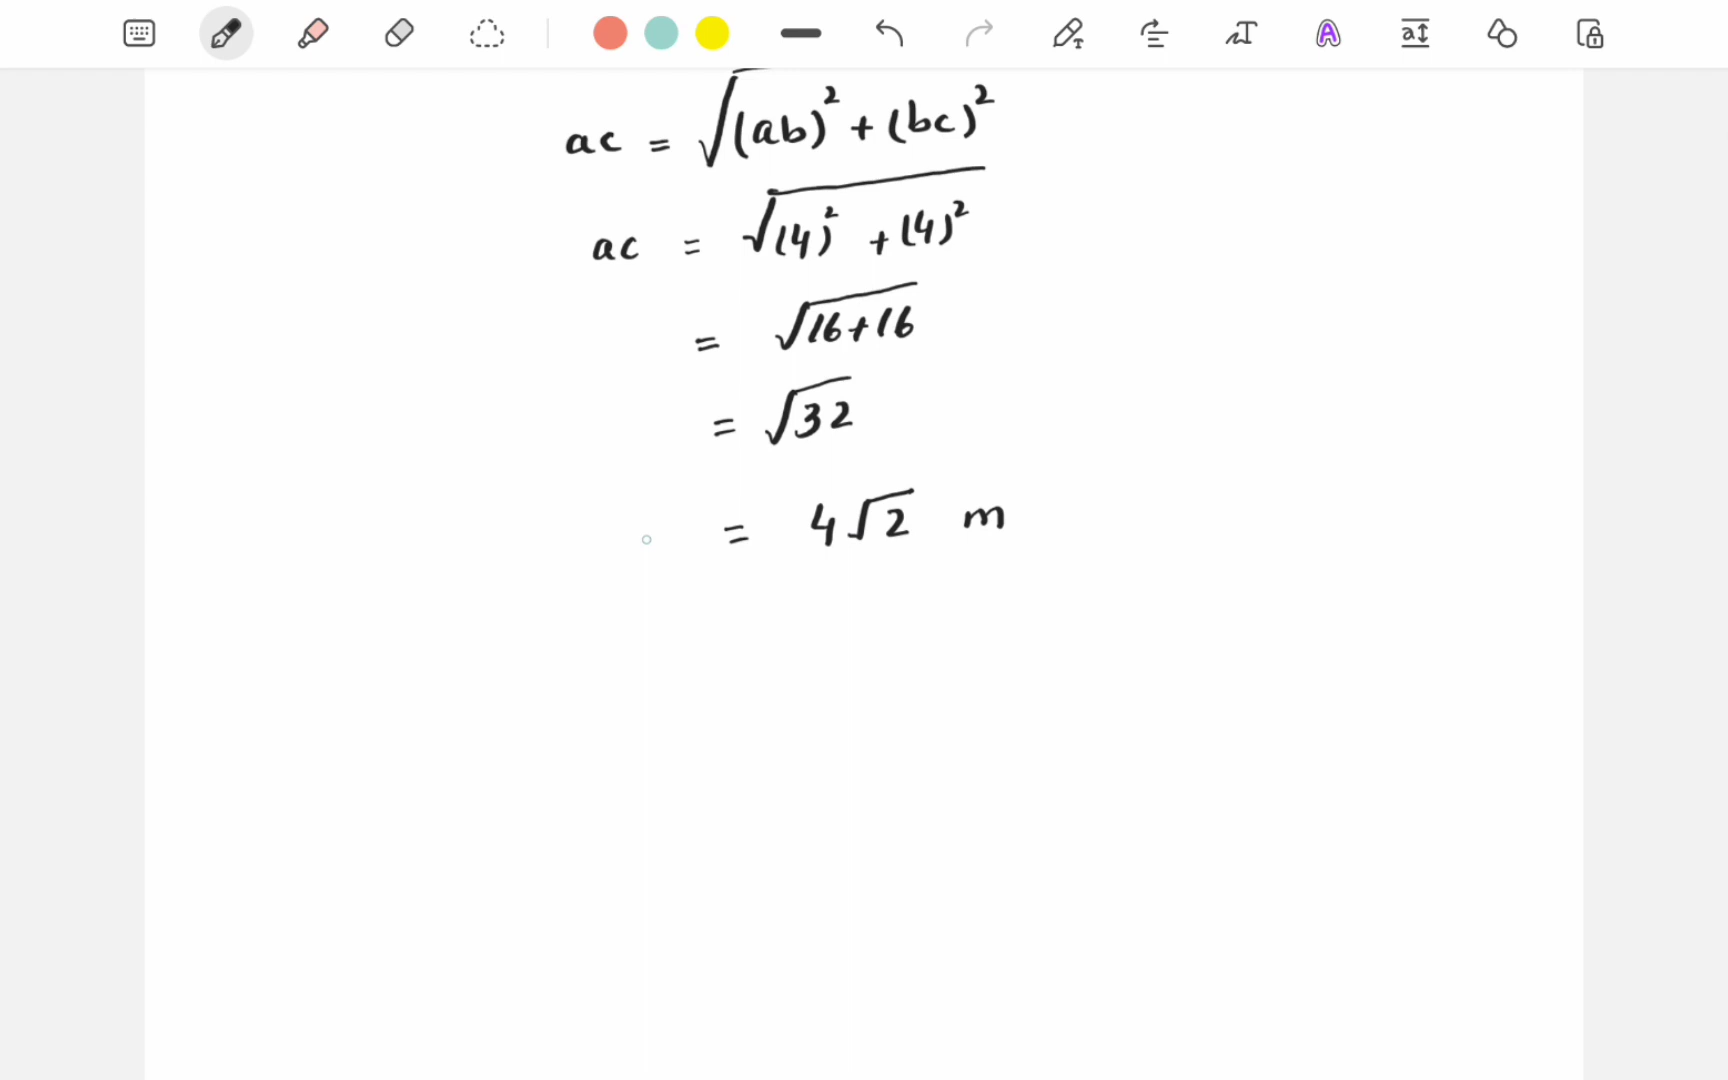 ac = √(ab)² + (bc)²
ac = √(4)² + (4)²
= √16+16
= √32
= 4√2 m